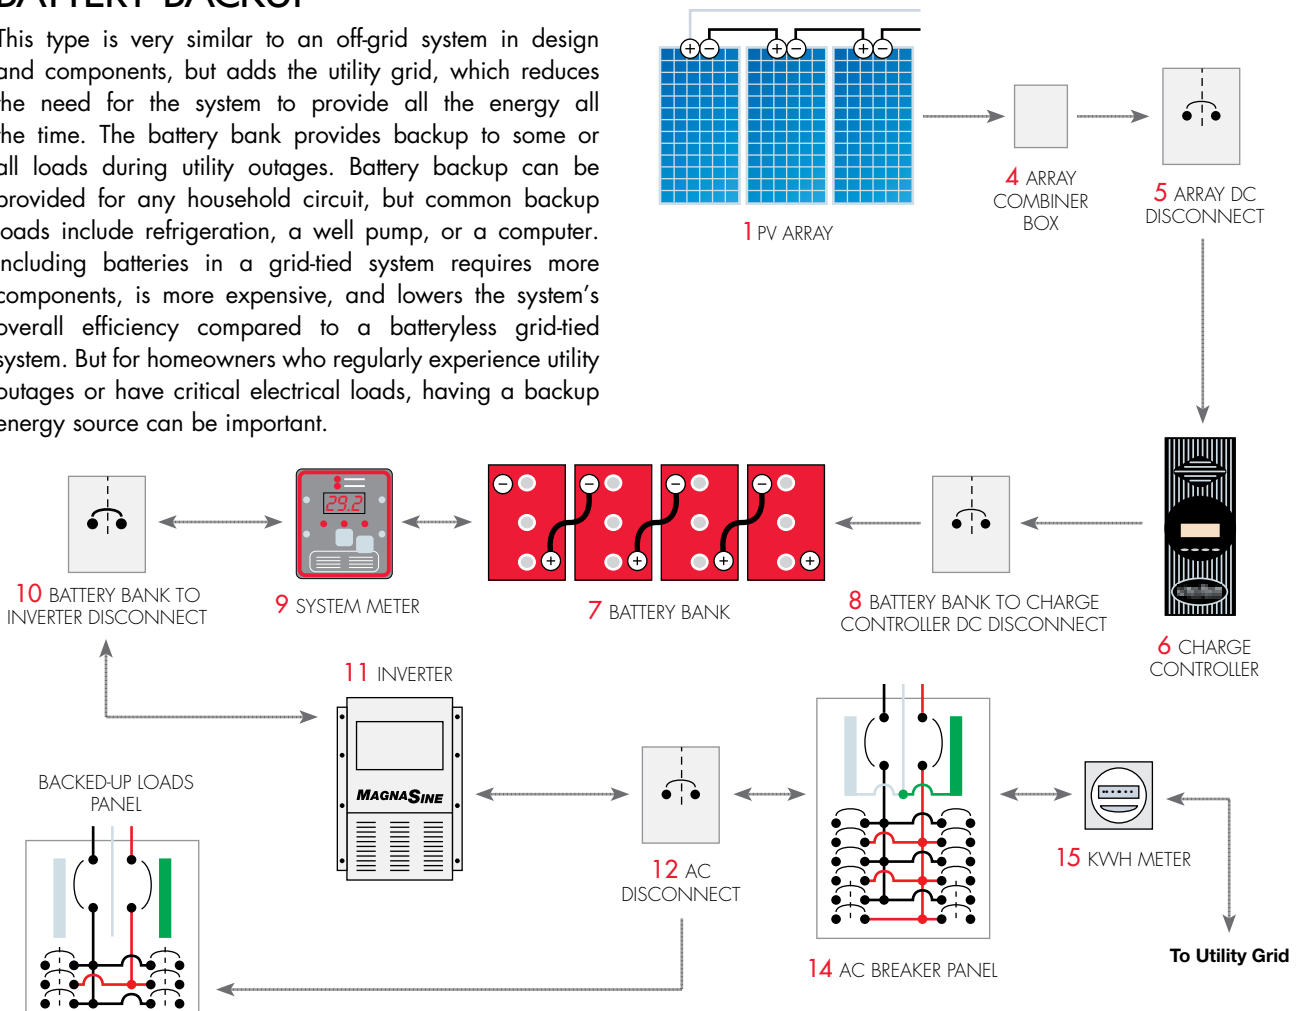 BATTERY BACKUP
This type is very similar to an off-grid system in design
and components, but adds the utility grid, which reduces
the need for the system to provide all the energy all
the time. The battery bank provides backup to some or
all loads during utility outages. Battery backup can be
provided for any household circuit, but common backup
loads include refrigeration, a well pump, or a computer.
Including batteries in a grid-tied system requires more
components, is more expensive, and lowers the system's
overall efficiency compared to a batteryless grid-tied
system. But for homeowners who regularly experience utility
outages or have critical electrical loads, having a backup
energy source can be important.
1 PV ARRAY
4 ARRAY
COMBINER
BOX
5 ARRAY DC
DISCONNECT
29.2
10 BATTERY BANK TO
INVERTER DISCONNECT
9 SYSTEM METER
7 BATTERY BANK
8 BATTERY BANK TO CHARGE
CONTROLLER DC DISCONNECT
6 CHARGE
CONTROLLER
11 INVERTER
MAGNASINE
BACKED-UP LOADS
PANEL
12 AC
DISCONNECT
14 AC BREAKER PANEL
15 KWH METER
To Utility Grid